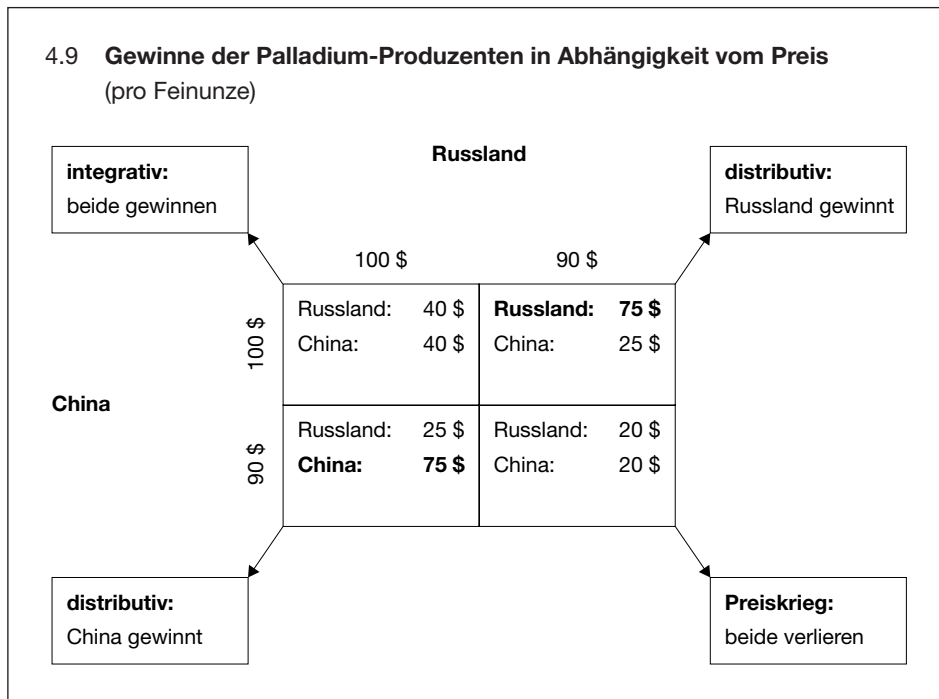 4.9 Gewinne der Palladium-Produzenten in Abhängigkeit vom Preis
(pro Feinunze)
Russland
integrativ:
beide gewinnen
distributiv:
Russland gewinnt
100 $ 90 $
China
100 $
Russland: 40 $
China: 40 $
Russland: 75 $
China: 25 $
90 $
Russland: 25 $
China: 75 $
Russland: 20 $
China: 20 $
distributiv:
China gewinnt
Preiskrieg:
beide verlieren